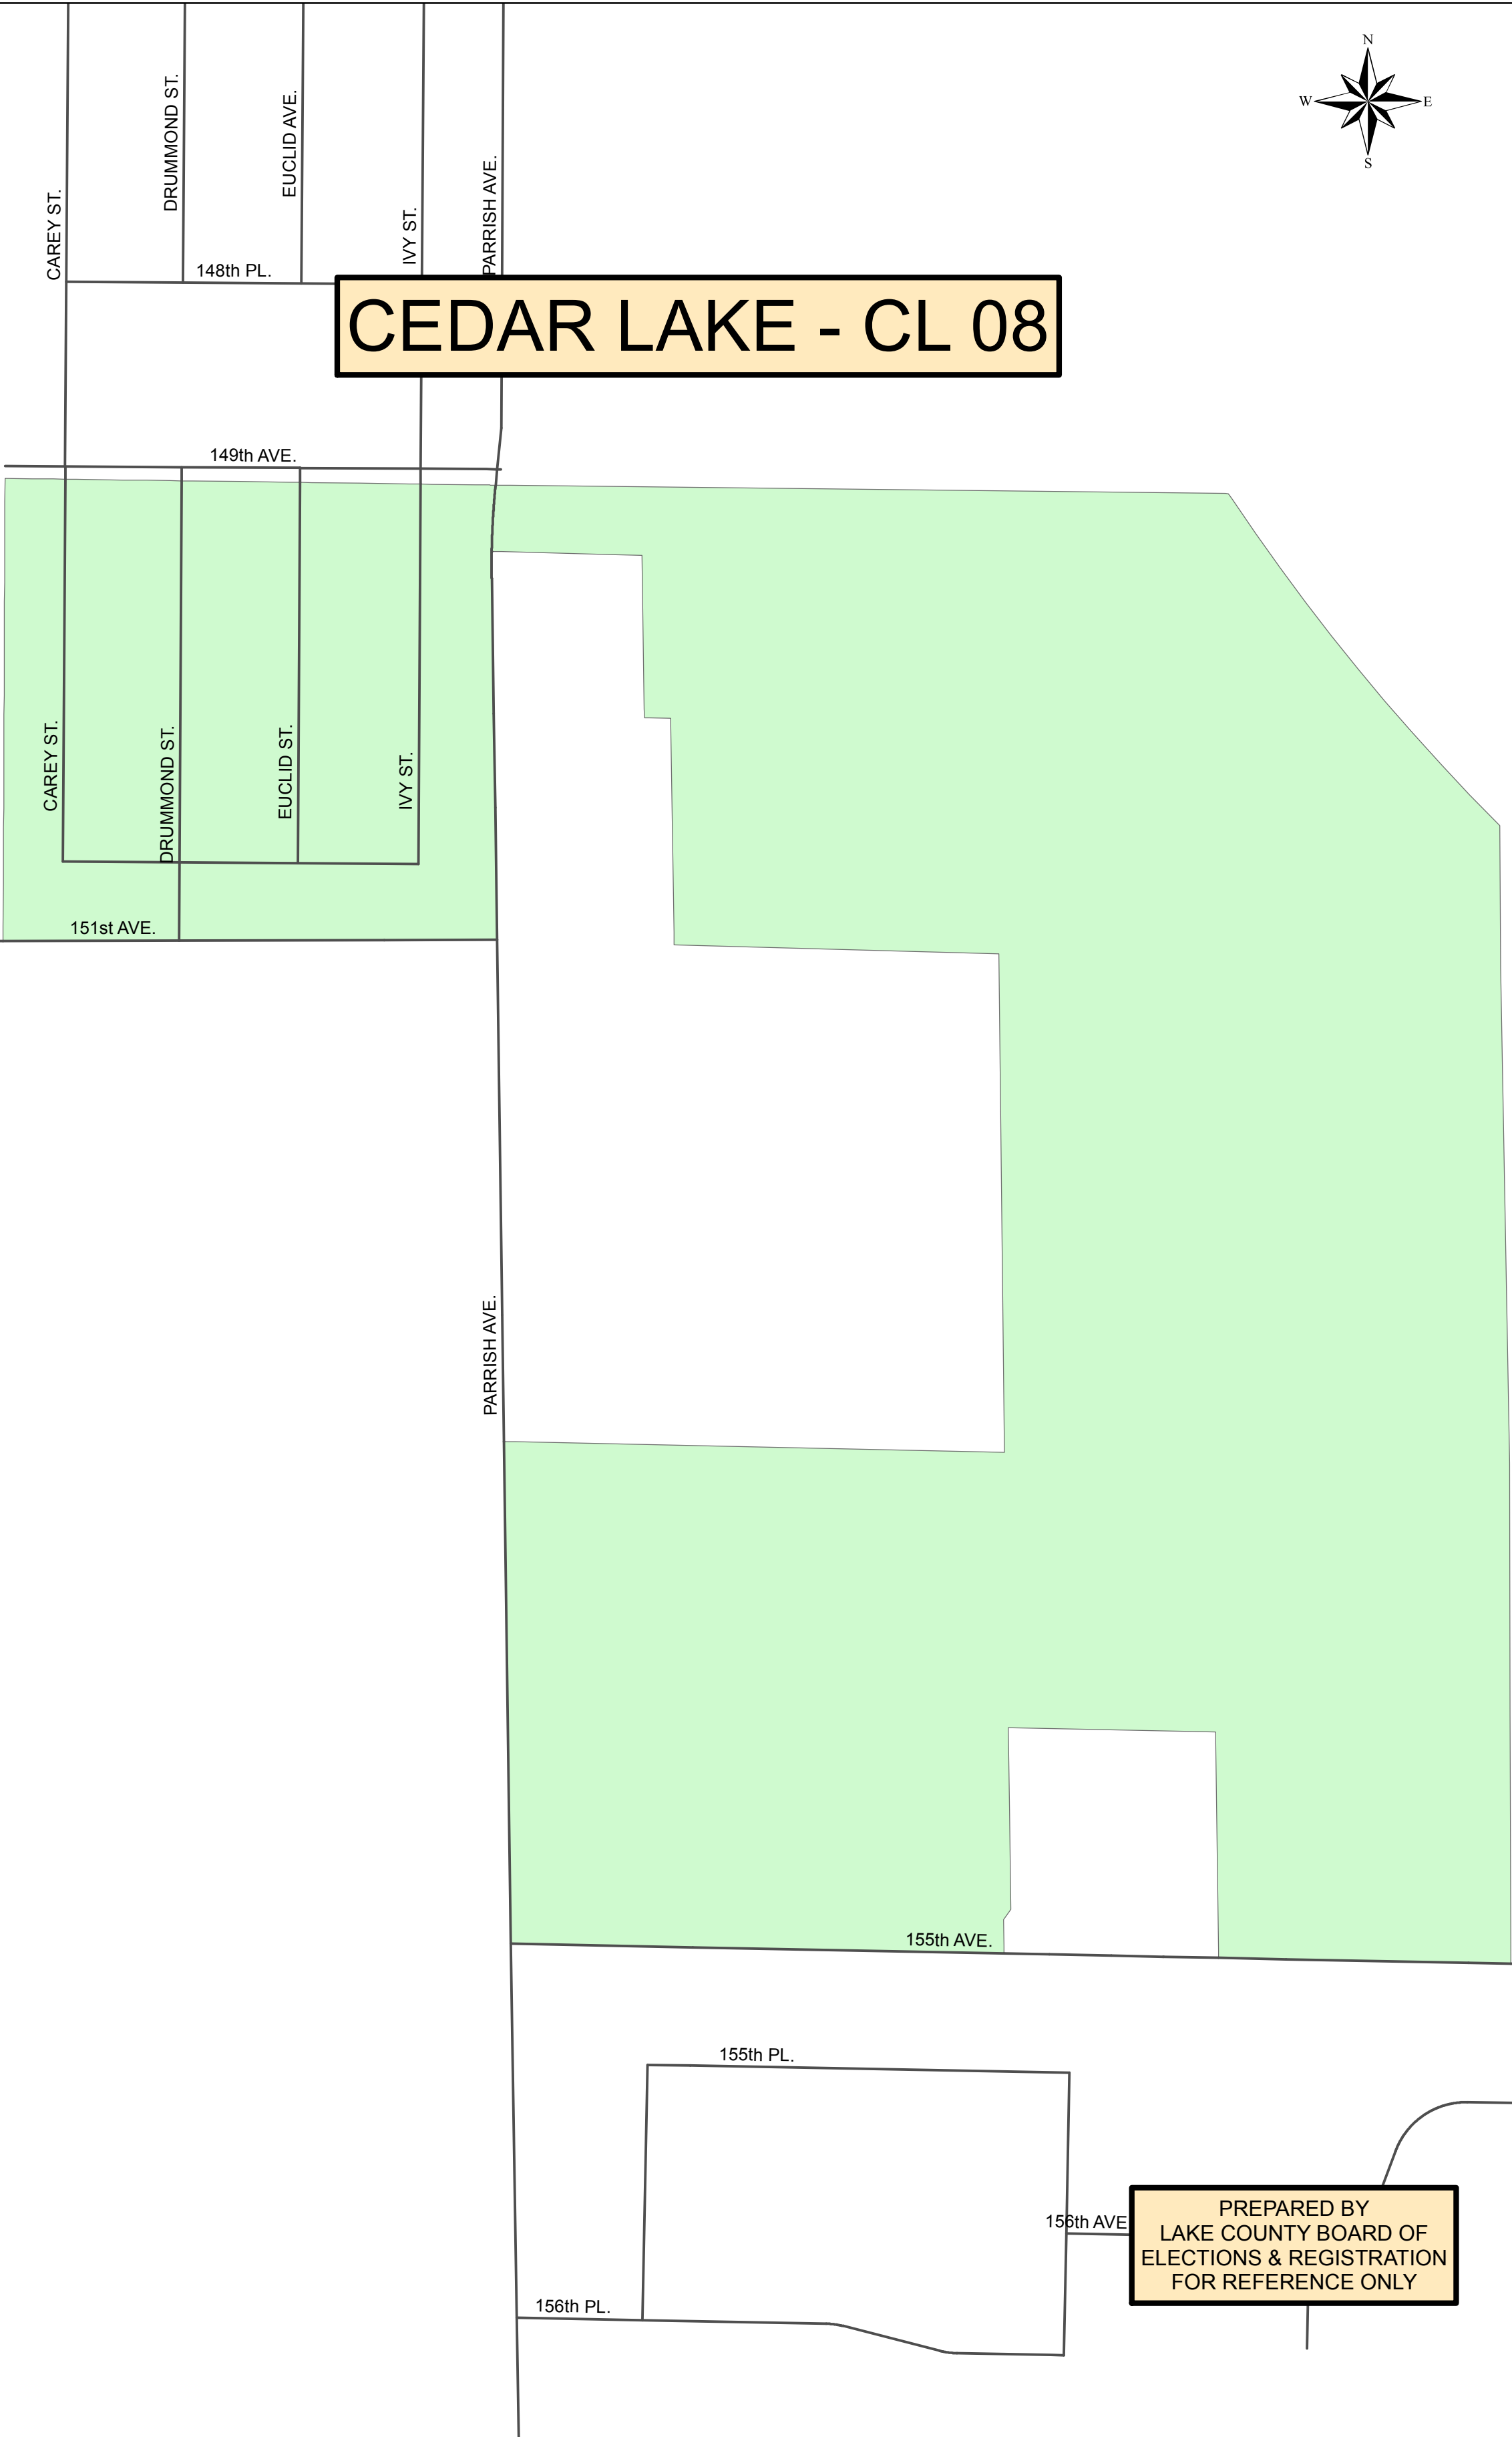 N
W
E
S
DRUMMOND ST.
EUCLID AVE.
PARRISH AVE.
CAREY ST.
IVY ST.
148th PL.
CEDAR LAKE - CL 08
149th AVE.
CAREY ST.
DRUMMOND ST.
EUCLID ST.
IVY ST.
151st AVE.
PARRISH AVE.
155th AVE.
155th PL.
156th AVE
PREPARED BY
LAKE COUNTY BOARD OF
ELECTIONS & REGISTRATION
FOR REFERENCE ONLY
156th PL.